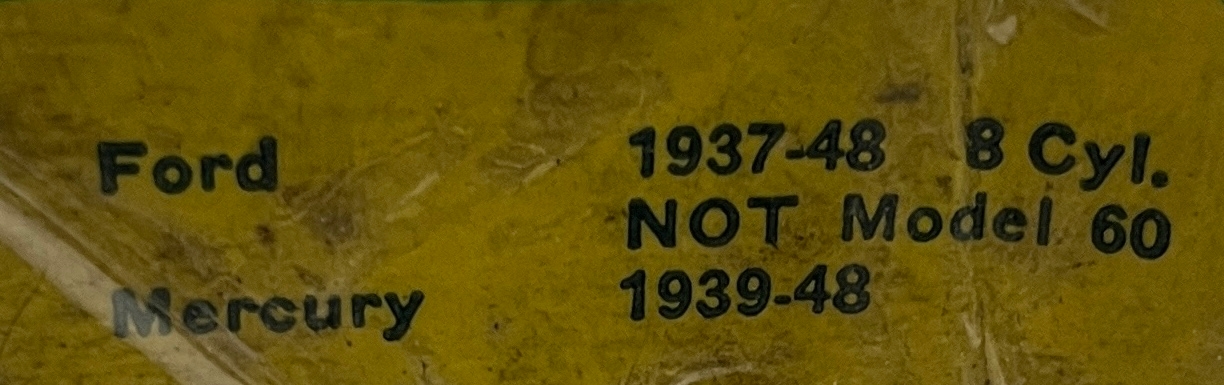 Ford 1937-48 8 Cyl.
NOT Model 60
Mercury 1939-48